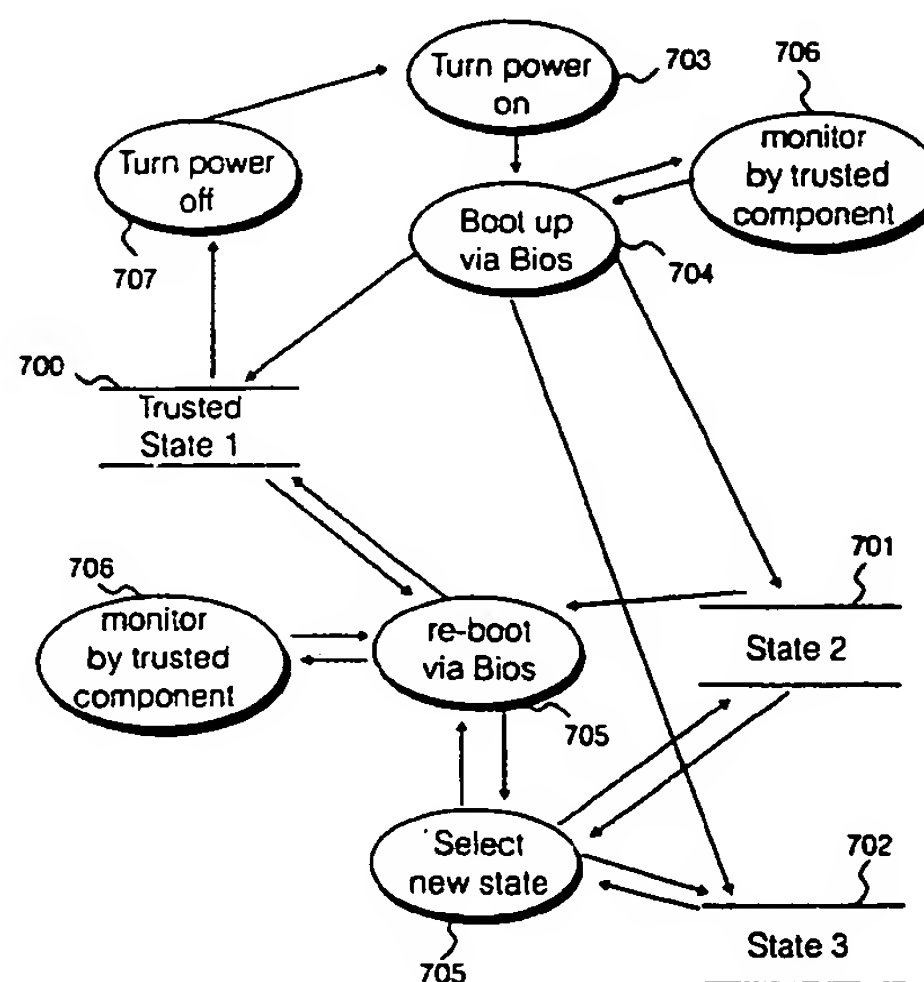 Turn power
on
703
706
monitor
by trusted
component
Turn power
off
707
Boot up
via Bios
704
700
Trusted
State 1
706
monitor
by trusted
component
re-boot
via Bios
705
701
State 2
Select
new state
705
702
State 3